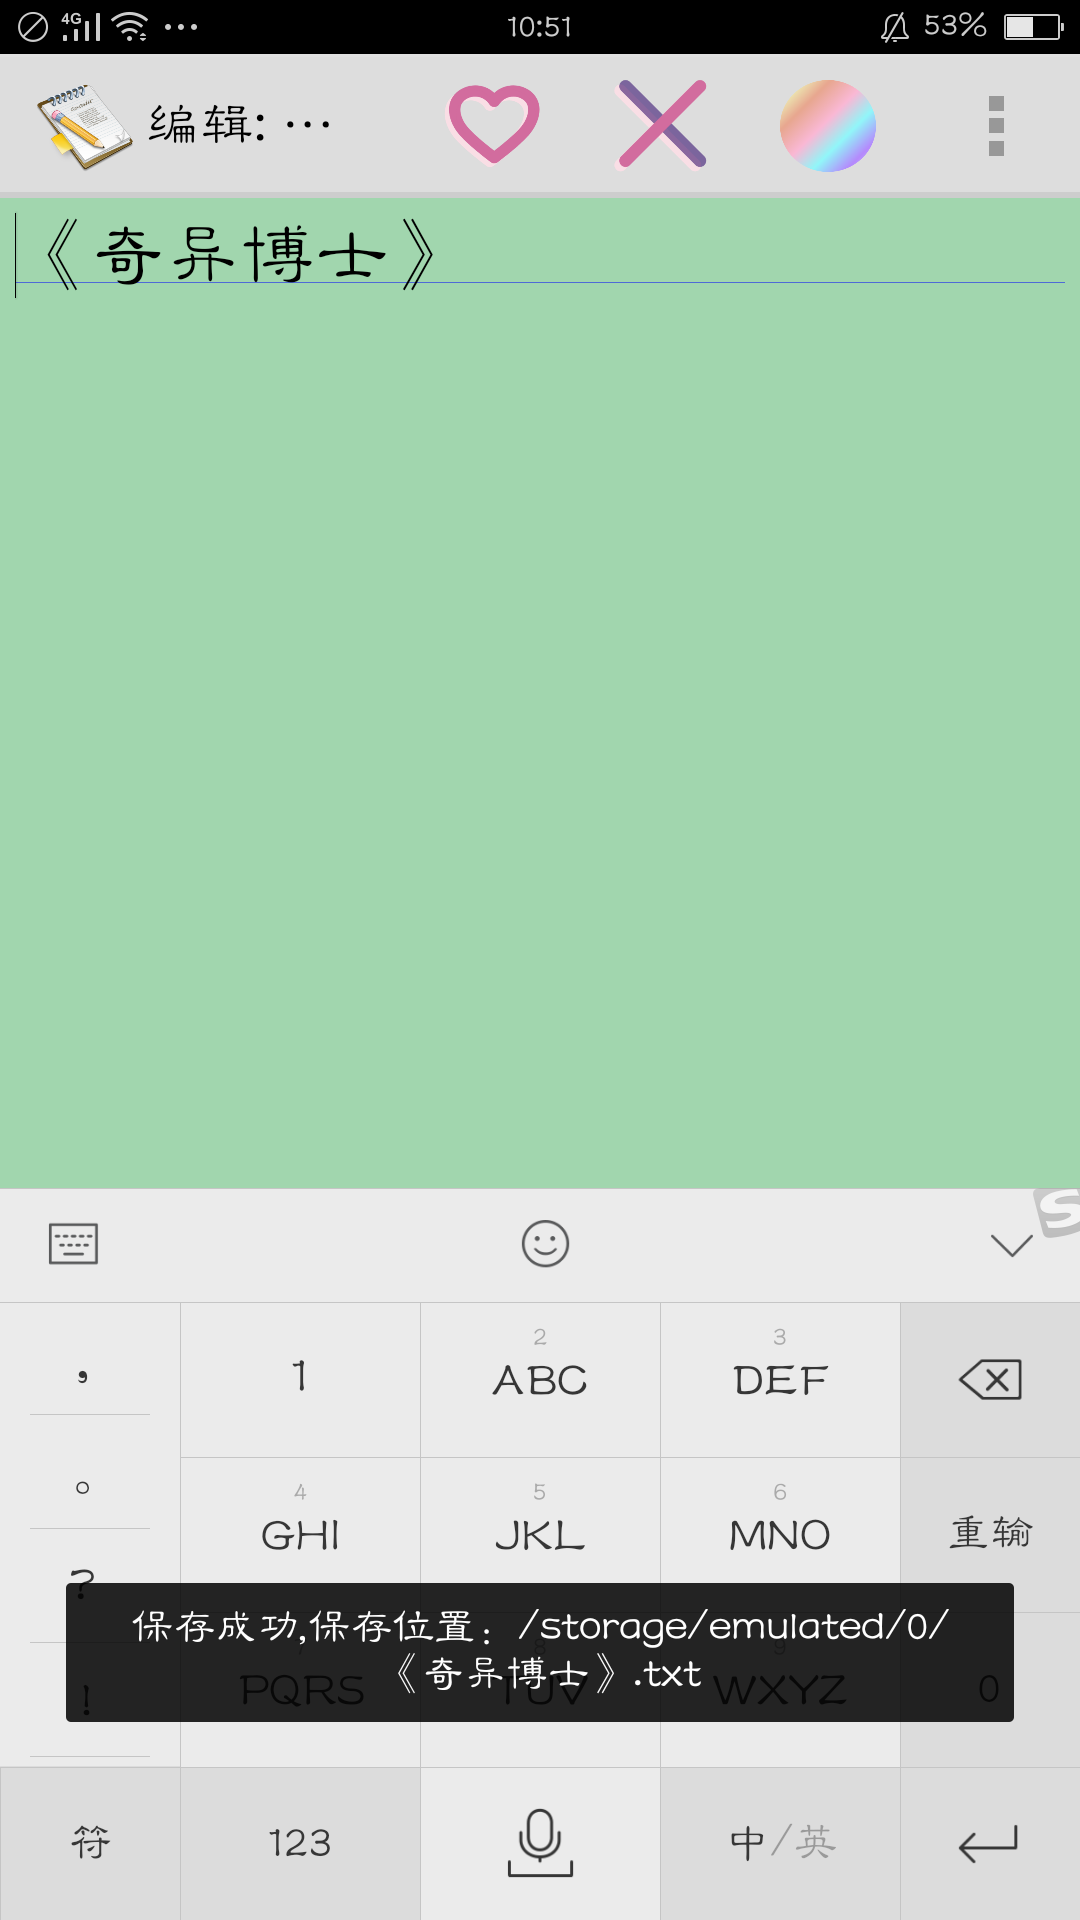 4G 10:51 53%
编辑: ...
《奇异博士》
, 1 2 ABC 3 DEF
。 4 GHI 5 JKL 6 MNO 重输
?
保存成功,保存位置：/storage/emulated/0/
《奇异博士》.txt
! PQRS 8 TUV 9 WXYZ 0
符 123 中/英